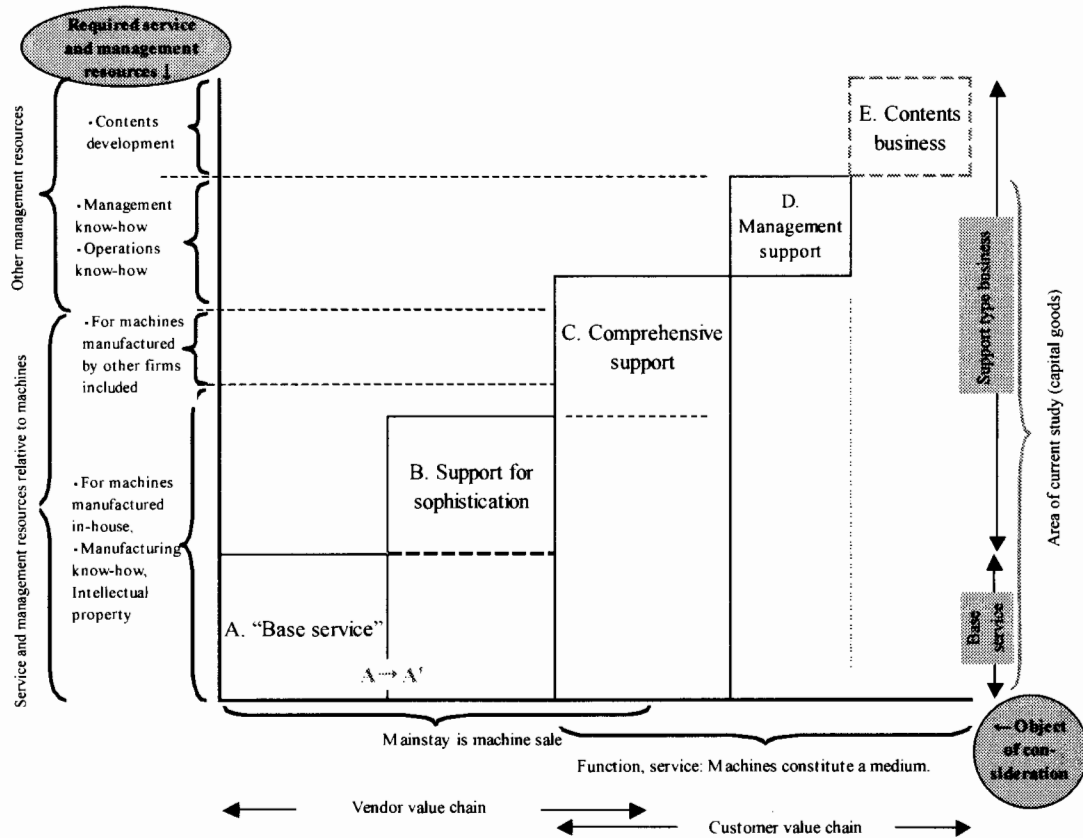 Required service
and management
resources ↓
Other management resources
Service and management resources relative to machines
・Contents
development
・Management
know-how
・Operations
know-how
・For machines
manufactured
by other firms
included
・For machines
manufactured
in-house,
・Manufacturing
know-how,
Intellectual
property
E. Contents
business
D.
Management
support
C. Comprehensive
support
B. Support for
sophistication
A. “Base service”
A→A'
Support type business
Base
service
Area of current study (capital goods)
Mainstay is machine sale
Function, service: Machines constitute a medium.
←Object
of con-
sideration
Vendor value chain
Customer value chain